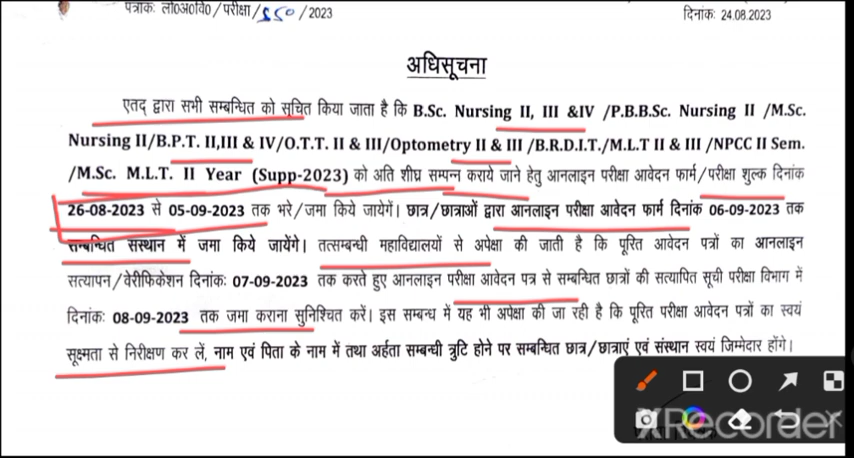 पत्रांकः लो०अ०वि०/परीक्षा/550/2023
दिनांकः 24.08.2023
अधिसूचना
एतद् द्वारा सभी सम्बन्धित को सूचित किया जाता है कि B.Sc. Nursing II, III &IV /P.B.B.Sc. Nursing II /M.Sc.
Nursing II/B.P.T. II,III & IV/O.T.T. II & III/Optometry II & III /B.R.D.I.T./M.L.T II & III /NPCC II Sem.
/M.Sc. M.L.T. II Year (Supp-2023) को अति शीघ्र सम्पन्न कराये जाने हेतु आनलाइन परीक्षा आवेदन फार्म/परीक्षा शुल्क दिनांक
26-08-2023 से 05-09-2023 तक भरे/जमा किये जायेगें। छात्र/छात्राओं द्वारा आनलाइन परीक्षा आवेदन फार्म दिनांक 06-09-2023 तक
सम्बन्धित संस्थान में जमा किये जायेंगे। तत्सम्बन्धी महाविद्यालयों से अपेक्षा की जाती है कि पूरित आवेदन पत्रों का आनलाइन
सत्यापन/वेरीफिकेशन दिनांकः 07-09-2023 तक करते हुए आनलाइन परीक्षा आवेदन पत्र से सम्बन्धित छात्रों की सत्यापित सूची परीक्षा विभाग में
दिनांकः 08-09-2023 तक जमा कराना सुनिश्चित करें। इस सम्बन्ध में यह भी अपेक्षा की जा रही है कि पूरित परीक्षा आवेदन पत्रों का स्वयं
सूक्ष्मता से निरीक्षण कर लें, नाम एवं पिता के नाम में तथा अर्हता सम्बन्धी त्रुटि होने पर सम्बन्धित छात्र/छात्राएं एवं संस्थान स्वयं जिम्मेदार होंगे।
XRecorder